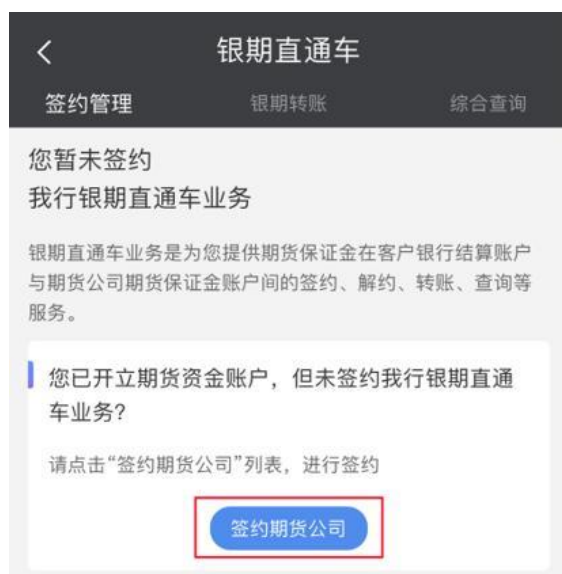 银期直通车
签约管理 银期转账 综合查询
您暂未签约
我行银期直通车业务
银期直通车业务是为您提供期货保证金在客户银行结算账户
与期货公司期货保证金账户间的签约、解约、转账、查询等
服务。
您已开立期货资金账户，但未签约我行银期直通
车业务?
请点击“签约期货公司”列表，进行签约
签约期货公司